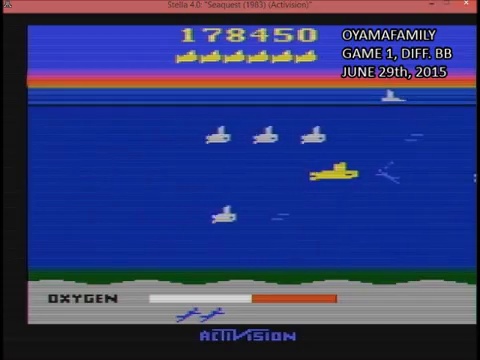 Stella 4.0: "Seaquest (1983) (Activision)"
178450
OYAMAFAMILY
GAME 1, DIFF. BB
JUNE 29th, 2015
OXYGEN
ACTIVISION